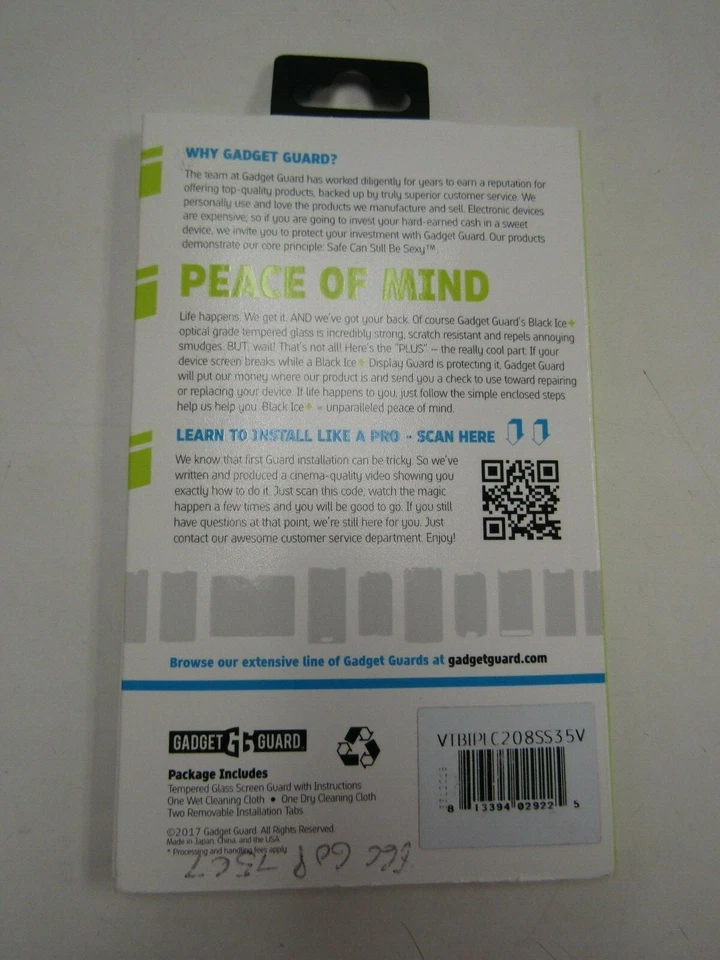 WHY GADGET GUARD?
The team at Gadget Guard has worked diligently for years to earn a reputation for
offering top-quality products, backed up by truly superior customer service. We
personally use and love the products we manufacture and sell. Electronic devices
are expensive; so if you are going to invest your hard-earned cash in a sweet
device, we invite you to protect your investment with Gadget Guard. Our products
demonstrate our core principle: Safe Can Still Be Sexy™.
PEACE OF MIND
Life happens. We get it. AND we've got your back. Of course Gadget Guard's Black Ice+
optical grade tempered glass is incredibly strong, scratch resistant and repels annoying
smudges. BUT, wait! That's not all! Here's the "PLUS" – the really cool part. If your
device screen breaks while a Black Ice+ Display Guard is protecting it, Gadget Guard
will put our money where our product is and send you a check to use toward repairing
or replacing your device. If life happens to you, just follow the simple enclosed steps
help us help you. Black Ice+ – unparalleled peace of mind.
LEARN TO INSTALL LIKE A PRO - SCAN HERE
We know that first Guard installation can be tricky. So we've
written and produced a cinema-quality video showing you
exactly how to do it. Just scan this code, watch the magic
happen a few times and you will be good to go. If you still
have questions at that point, we're still here for you. Just
contact our awesome customer service department. Enjoy!
Browse our extensive line of Gadget Guards at gadgetguard.com
GADGET GG GUARD
VTBIPLC208SS35V
8 13394 02922 5
Package Includes
Tempered Glass Screen Guard with Instructions
One Wet Cleaning Cloth • One Dry Cleaning Cloth
Two Removable Installation Tabs
©2017 Gadget Guard. All Rights Reserved.
Made in Japan, China, and the USA
* Processing and handling fees apply.